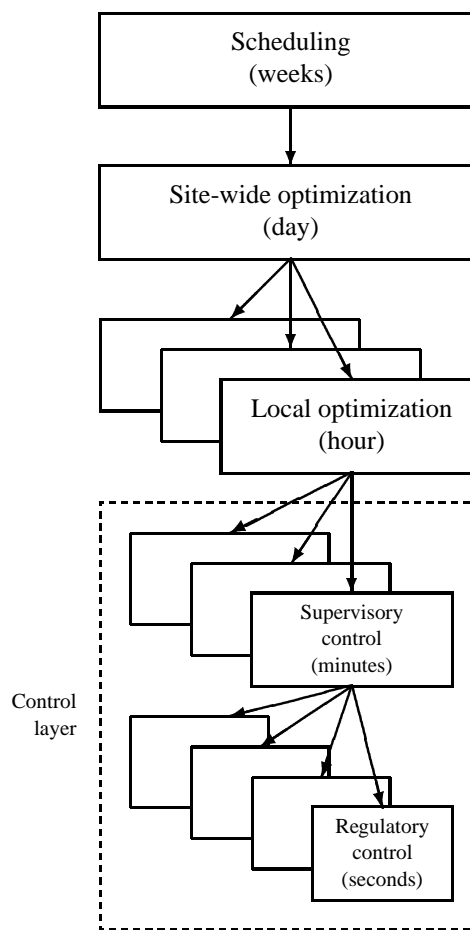 Scheduling
(weeks)
Site-wide optimization
(day)
Local optimization
(hour)
Supervisory
control
(minutes)
Control
layer
Regulatory
control
(seconds)